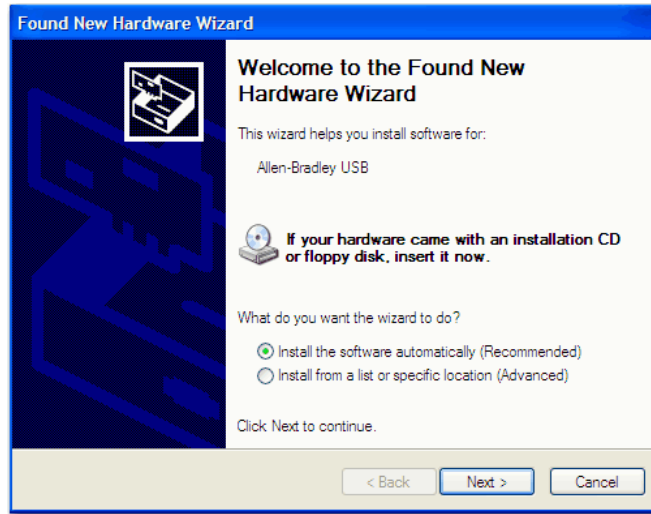 Found New Hardware Wizard
Welcome to the Found New
Hardware Wizard
This wizard helps you install software for:
Allen-Bradley USB
If your hardware came with an installation CD
or floppy disk, insert it now.
What do you want the wizard to do?
Install the software automatically (Recommended)
Install from a list or specific location (Advanced)
Click Next to continue.
< Back Next > Cancel